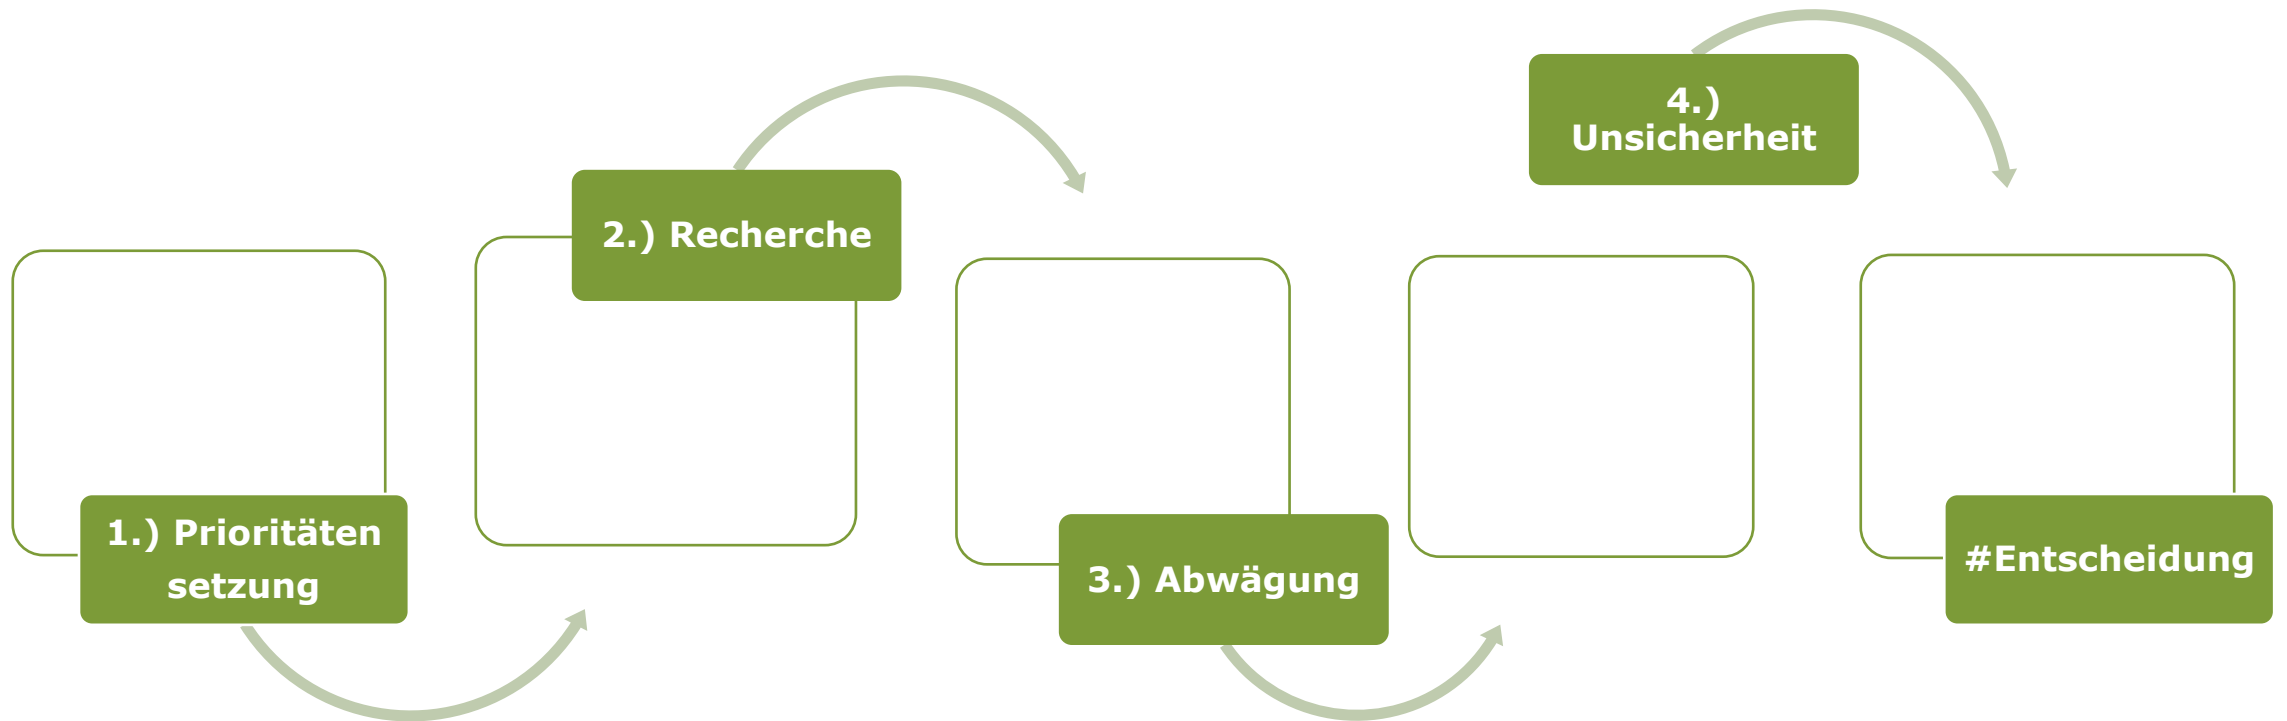 1.) Prioritäten
setzung
2.) Recherche
3.) Abwägung
4.)
Unsicherheit
#Entscheidung